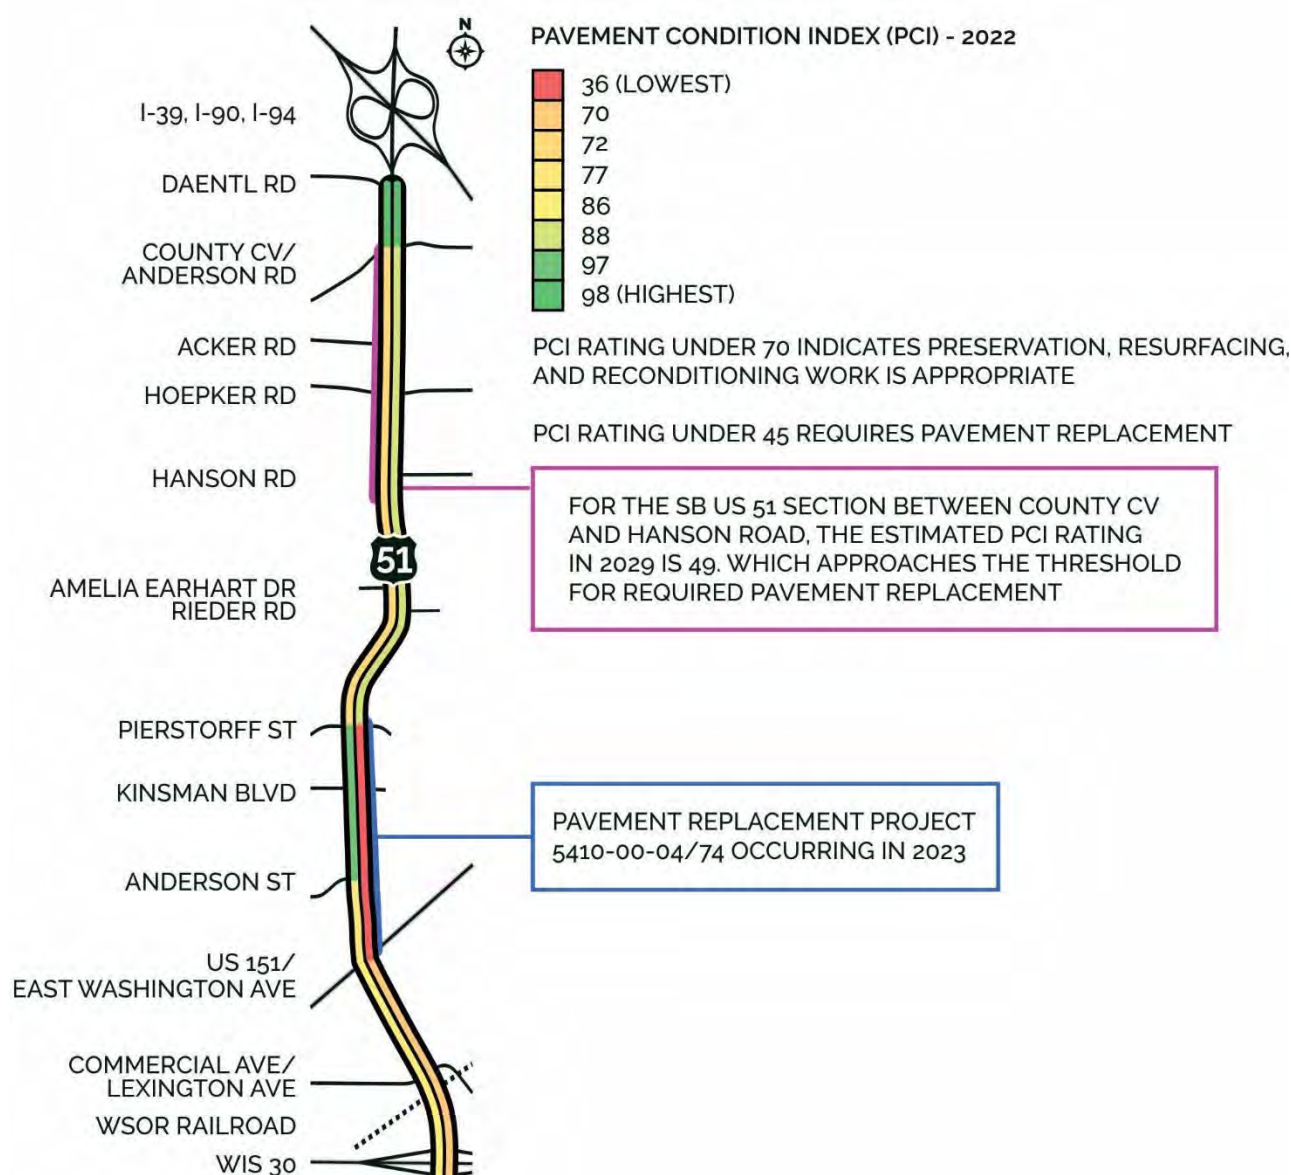 N
PAVEMENT CONDITION INDEX (PCI) - 2022
36 (LOWEST)
70
72
77
86
88
97
98 (HIGHEST)
I-39, I-90, I-94
DAENTL RD
COUNTY CV/
ANDERSON RD
ACKER RD
HOEPKER RD
HANSON RD
PCI RATING UNDER 70 INDICATES PRESERVATION, RESURFACING,
AND RECONDITIONING WORK IS APPROPRIATE
PCI RATING UNDER 45 REQUIRES PAVEMENT REPLACEMENT
FOR THE SB US 51 SECTION BETWEEN COUNTY CV
AND HANSON ROAD, THE ESTIMATED PCI RATING
IN 2029 IS 49. WHICH APPROACHES THE THRESHOLD
FOR REQUIRED PAVEMENT REPLACEMENT
51
AMELIA EARHART DR
RIEDER RD
PIERSTORFF ST
KINSMAN BLVD
PAVEMENT REPLACEMENT PROJECT
5410-00-04/74 OCCURRING IN 2023
ANDERSON ST
US 151/
EAST WASHINGTON AVE
COMMERCIAL AVE/
LEXINGTON AVE
WSOR RAILROAD
WIS 30